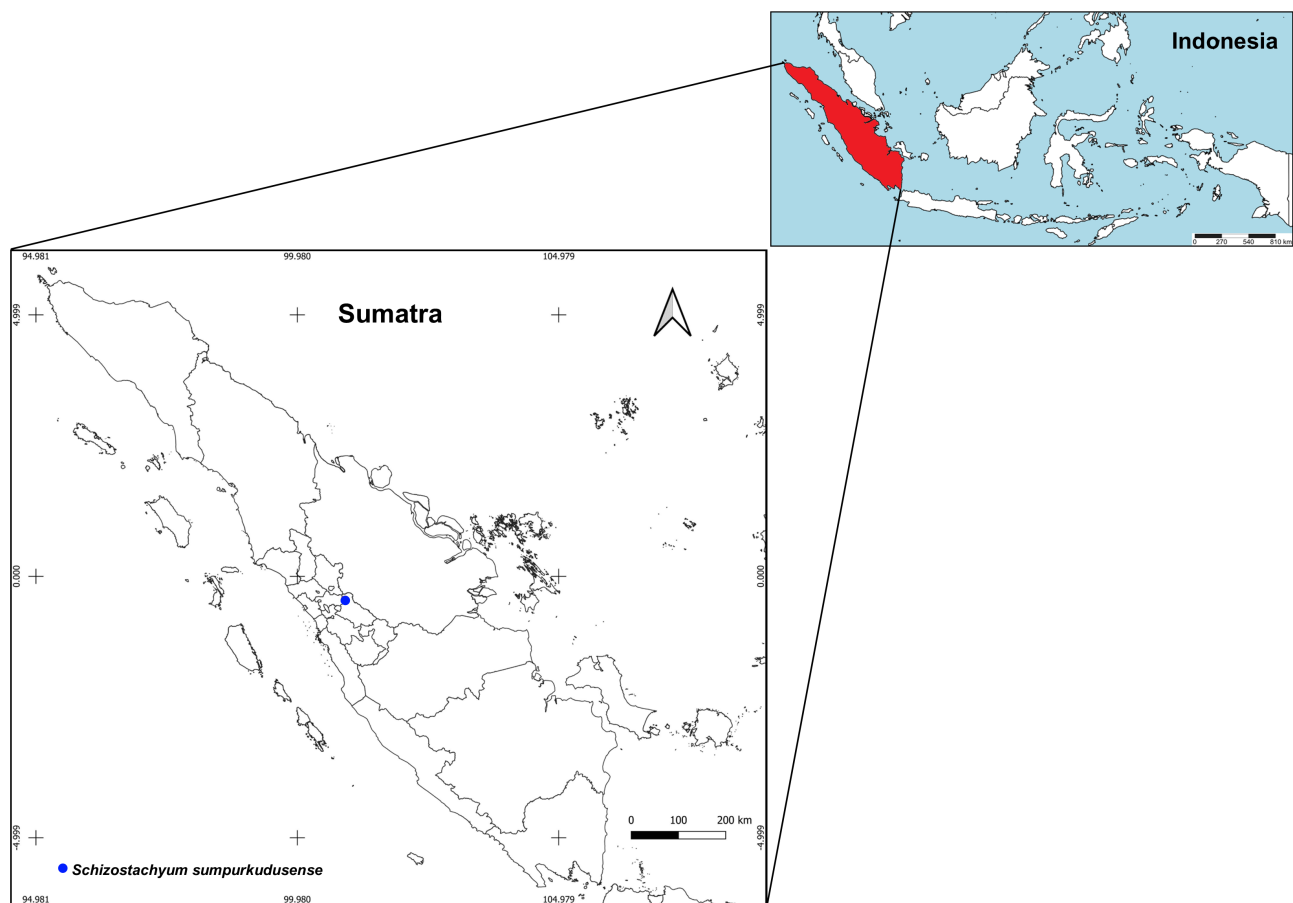 Indonesia
0 270 540 810 km
94.981 99.980 104.979
Sumatra
4.999 4.999
0.000 0.000
0 100 200 km
-4.999 -4.999
Schizostachyum sumpurkudusense
94.981 99.980 104.979